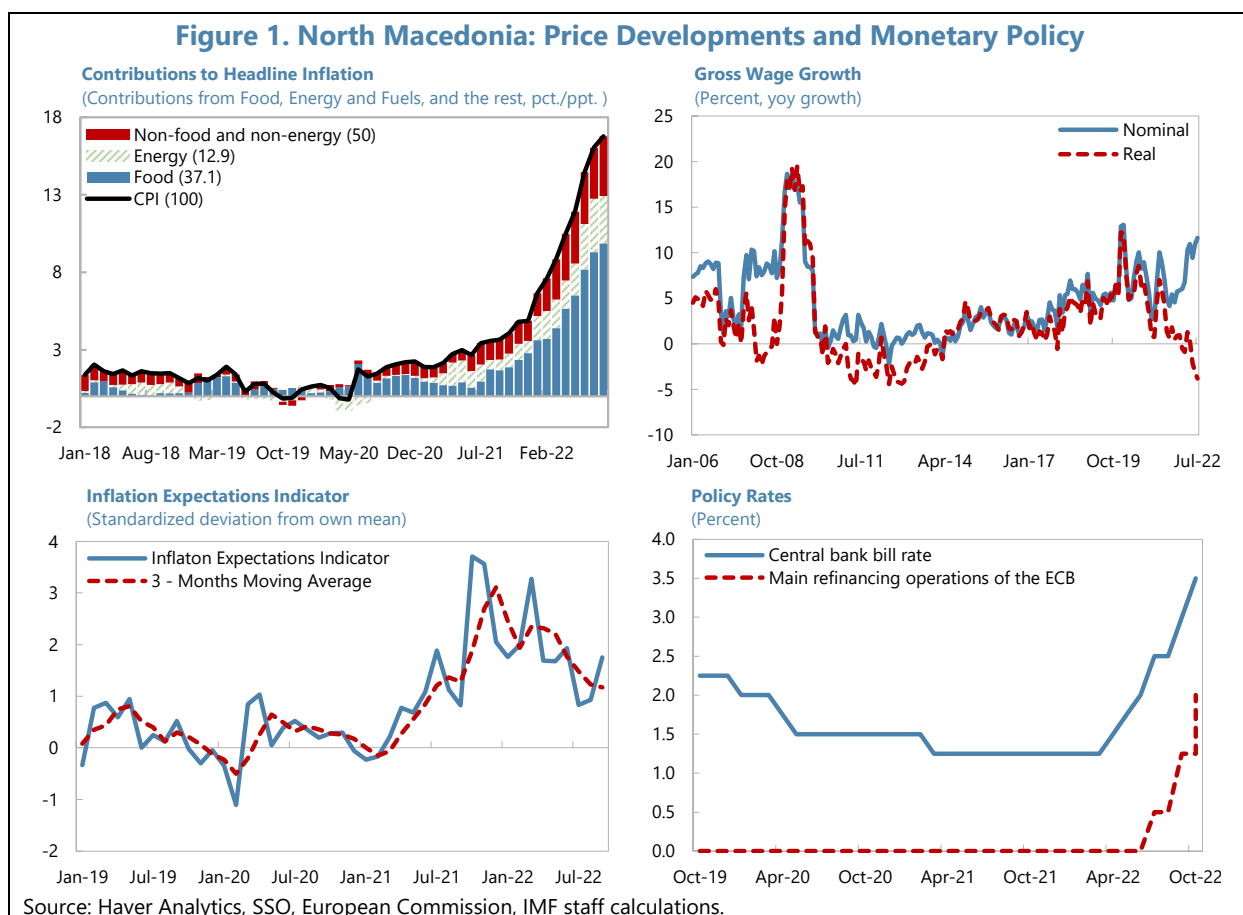 Figure 1. North Macedonia: Price Developments and Monetary Policy
Contributions to Headline Inflation
(Contributions from Food, Energy and Fuels, and the rest, pct./ppt. )
18
13
8
3
-2
Non-food and non-energy (50)
Energy (12.9)
Food (37.1)
CPI (100)
Jan-18 Aug-18 Mar-19 Oct-19 May-20 Dec-20 Jul-21 Feb-22
Gross Wage Growth
(Percent, yoy growth)
25
20
15
10
5
0
-5
-10
Nominal
Real
Jan-06 Oct-08 Jul-11 Apr-14 Jan-17 Oct-19 Jul-22
Inflation Expectations Indicator
(Standardized deviation from own mean)
4
3
2
1
0
-1
-2
Inflaton Expectations Indicator
3 - Months Moving Average
Jan-19 Jul-19 Jan-20 Jul-20 Jan-21 Jul-21 Jan-22 Jul-22
Policy Rates
(Percent)
4.0
3.5
3.0
2.5
2.0
1.5
1.0
0.5
0.0
Central bank bill rate
Main refinancing operations of the ECB
Oct-19 Apr-20 Oct-20 Apr-21 Oct-21 Apr-22 Oct-22
Source: Haver Analytics, SSO, European Commission, IMF staff calculations.